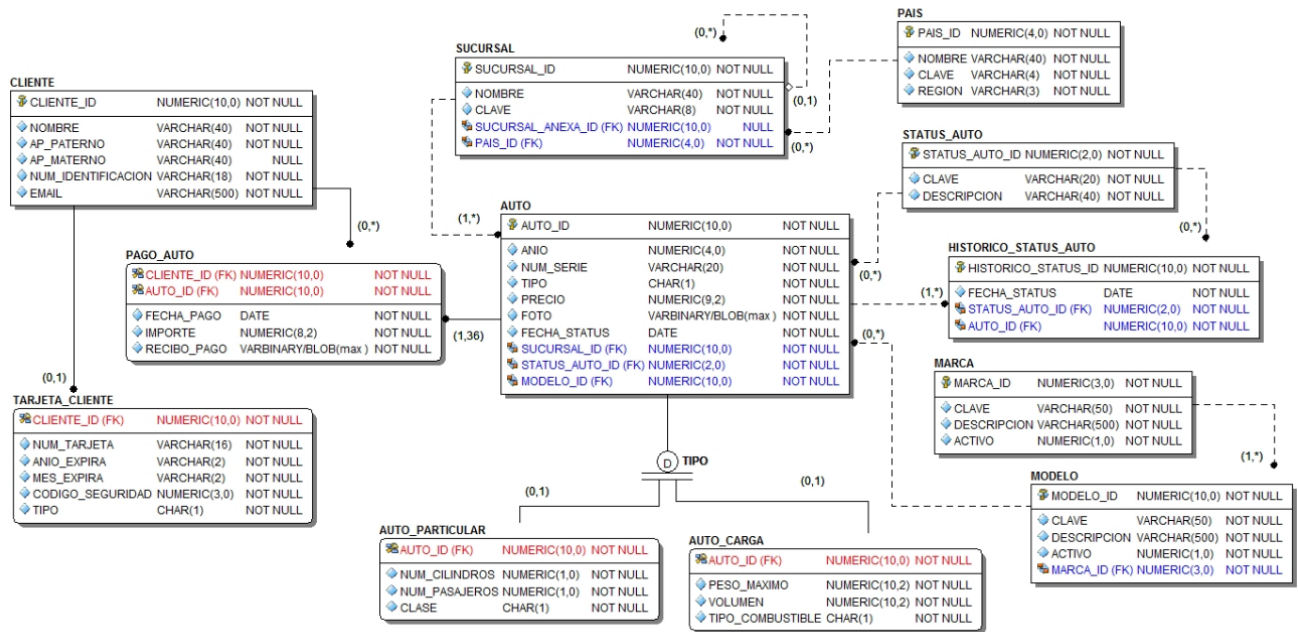 PAIS
PAIS_ID NUMERIC(4,0) NOT NULL
NOMBRE VARCHAR(40) NOT NULL
CLAVE VARCHAR(4) NOT NULL
REGION VARCHAR(3) NOT NULL
(0,*)
SUCURSAL
SUCURSAL_ID NUMERIC(10,0) NOT NULL
NOMBRE VARCHAR(40) NOT NULL
CLAVE VARCHAR(8) NOT NULL
SUCURSAL_ANEXA_ID (FK) NUMERIC(10,0) NULL
PAIS_ID (FK) NUMERIC(4,0) NOT NULL
(0,1)
(0,*)
CLIENTE
CLIENTE_ID NUMERIC(10,0) NOT NULL
NOMBRE VARCHAR(40) NOT NULL
AP_PATERNO VARCHAR(40) NOT NULL
AP_MATERNO VARCHAR(40) NULL
NUM_IDENTIFICACION VARCHAR(18) NOT NULL
EMAIL VARCHAR(500) NOT NULL
(0,*)
STATUS_AUTO
STATUS_AUTO_ID NUMERIC(2,0) NOT NULL
CLAVE VARCHAR(20) NOT NULL
DESCRIPCION VARCHAR(40) NOT NULL
(0,*)
(1,*)
AUTO
AUTO_ID NUMERIC(10,0) NOT NULL
ANIO NUMERIC(4,0) NOT NULL
NUM_SERIE VARCHAR(20) NOT NULL
TIPO CHAR(1) NOT NULL
PRECIO NUMERIC(9,2) NOT NULL
FOTO VARBINARY/BLOB(max ) NOT NULL
FECHA_STATUS DATE NOT NULL
SUCURSAL_ID (FK) NUMERIC(10,0) NOT NULL
STATUS_AUTO_ID (FK) NUMERIC(2,0) NOT NULL
MODELO_ID (FK) NUMERIC(10,0) NOT NULL
(0,*)
(1,*)
(0,*)
HISTORICO_STATUS_AUTO
HISTORICO_STATUS_ID NUMERIC(10,0) NOT NULL
FECHA_STATUS DATE NOT NULL
STATUS_AUTO_ID (FK) NUMERIC(2,0) NOT NULL
AUTO_ID (FK) NUMERIC(10,0) NOT NULL
PAGO_AUTO
CLIENTE_ID (FK) NUMERIC(10,0) NOT NULL
AUTO_ID (FK) NUMERIC(10,0) NOT NULL
FECHA_PAGO DATE NOT NULL
IMPORTE NUMERIC(8,2) NOT NULL
RECIBO_PAGO VARBINARY/BLOB(max ) NOT NULL
(1,36)
MARCA
MARCA_ID NUMERIC(3,0) NOT NULL
CLAVE VARCHAR(50) NOT NULL
DESCRIPCION VARCHAR(500) NOT NULL
ACTIVO NUMERIC(1,0) NOT NULL
(1,*)
(0,1)
TARJETA_CLIENTE
CLIENTE_ID (FK) NUMERIC(10,0) NOT NULL
NUM_TARJETA VARCHAR(16) NOT NULL
ANIO_EXPIRA VARCHAR(2) NOT NULL
MES_EXPIRA VARCHAR(2) NOT NULL
CODIGO_SEGURIDAD NUMERIC(3,0) NOT NULL
TIPO CHAR(1) NOT NULL
D TIPO
(0,1)
(0,1)
MODELO
MODELO_ID NUMERIC(10,0) NOT NULL
CLAVE VARCHAR(50) NOT NULL
DESCRIPCION VARCHAR(500) NOT NULL
ACTIVO NUMERIC(1,0) NOT NULL
MARCA_ID (FK) NUMERIC(3,0) NOT NULL
AUTO_PARTICULAR
AUTO_ID (FK) NUMERIC(10,0) NOT NULL
NUM_CILINDROS NUMERIC(1,0) NOT NULL
NUM_PASAJEROS NUMERIC(1,0) NOT NULL
CLASE CHAR(1) NOT NULL
AUTO_CARGA
AUTO_ID (FK) NUMERIC(10,0) NOT NULL
PESO_MAXIMO NUMERIC(10,2) NOT NULL
VOLUMEN NUMERIC(10,2) NOT NULL
TIPO_COMBUSTIBLE CHAR(1) NOT NULL